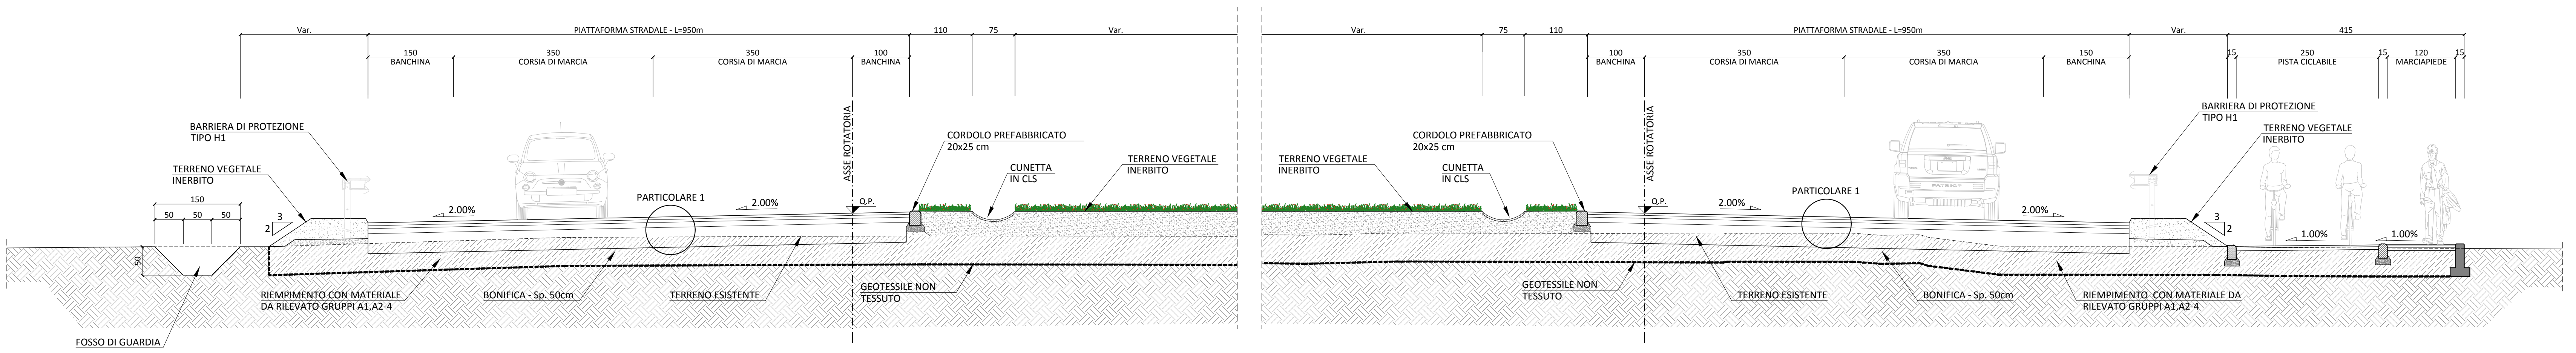 Var.
PIATTAFORMA STRADALE - L=950m
110
75
Var.
150
BANCHINA
350
CORSIA DI MARCIA
350
CORSIA DI MARCIA
100
BANCHINA
BARRIERA DI PROTEZIONE
TIPO H1
TERRENO VEGETALE
INERBITO
ASSE ROTATORIA
CORDOLO PREFABBRICATO
20x25 cm
CUNETTA
IN CLS
TERRENO VEGETALE
INERBITO
PARTICOLARE 1
150
50
50
50
3
2
2.00%
2.00%
Q.P.
50
RIEMPIMENTO CON MATERIALE
DA RILEVATO GRUPPI A1,A2-4
BONIFICA - Sp. 50cm
TERRENO ESISTENTE
GEOTESSILE NON
TESSUTO
FOSSO DI GUARDIA
Var.
75
110
PIATTAFORMA STRADALE - L=950m
Var.
415
100
BANCHINA
350
CORSIA DI MARCIA
350
CORSIA DI MARCIA
150
BANCHINA
15
250
PISTA CICLABILE
15
120
MARCIAPIEDE
15
TERRENO VEGETALE
INERBITO
CUNETTA
IN CLS
CORDOLO PREFABBRICATO
20x25 cm
ASSE ROTATORIA
BARRIERA DI PROTEZIONE
TIPO H1
TERRENO VEGETALE
INERBITO
PARTICOLARE 1
PATRIOT
Q.P.
2.00%
2.00%
3
2
1.00%
1.00%
GEOTESSILE NON
TESSUTO
TERRENO ESISTENTE
BONIFICA - Sp. 50cm
RIEMPIMENTO CON MATERIALE DA
RILEVATO GRUPPI A1,A2-4